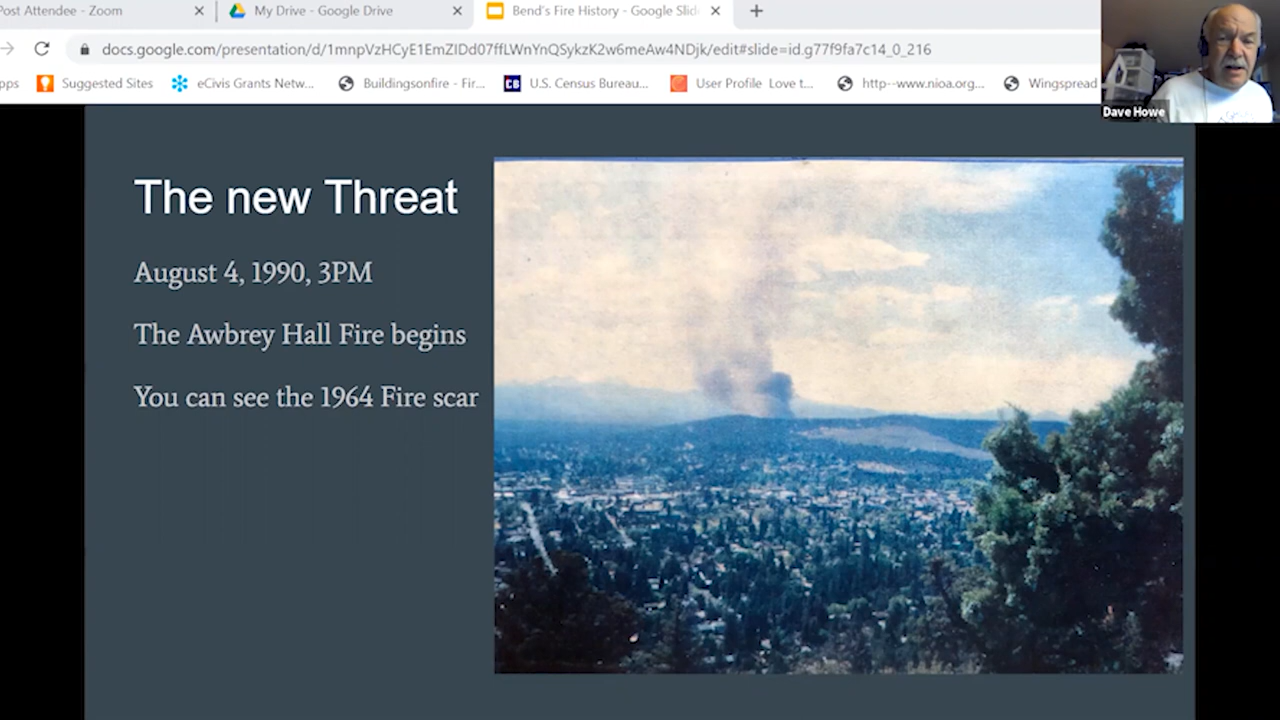 Post Attendee - Zoom
My Drive - Google Drive
Bend's Fire History - Google Slid
docs.google.com/presentation/d/1mnpVzHCyE1EmZIDd07ffLWnYnQSykzK2w6meAw4NDjk/edit#slide=id.g77f9fa7c14_0_216
pps
Suggested Sites
eCivis Grants Netw...
Buildingsonfire - Fir...
CB
U.S. Census Bureau...
User Profile Love t...
http--www.nioa.org...
Wingspread
Dave Howe
The new Threat
August 4, 1990, 3PM
The Awbrey Hall Fire begins
You can see the 1964 Fire scar